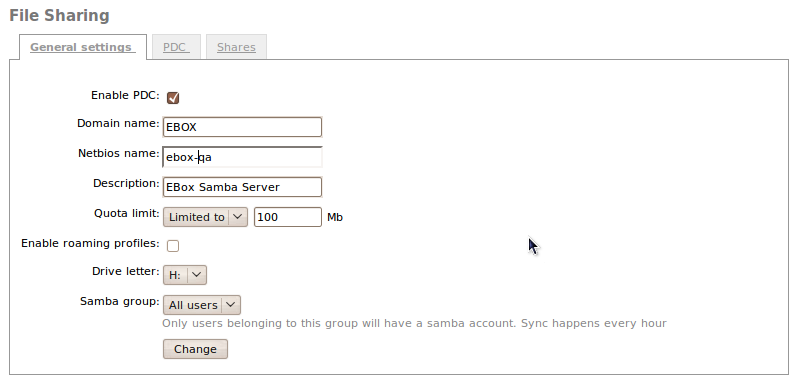 File Sharing
General settings PDC Shares
Enable PDC:
Domain name: EBOX
Netbios name: ebox-qa
Description: EBox Samba Server
Quota limit: Limited to 100 Mb
Enable roaming profiles:
Drive letter: H:
Samba group: All users
Only users belonging to this group will have a samba account. Sync happens every hour
Change